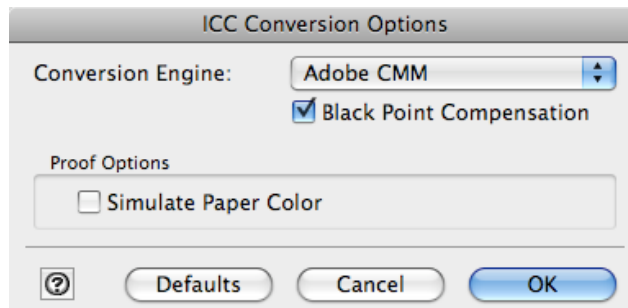 ICC Conversion Options
Conversion Engine: Adobe CMM
Black Point Compensation
Proof Options
Simulate Paper Color
? Defaults Cancel OK